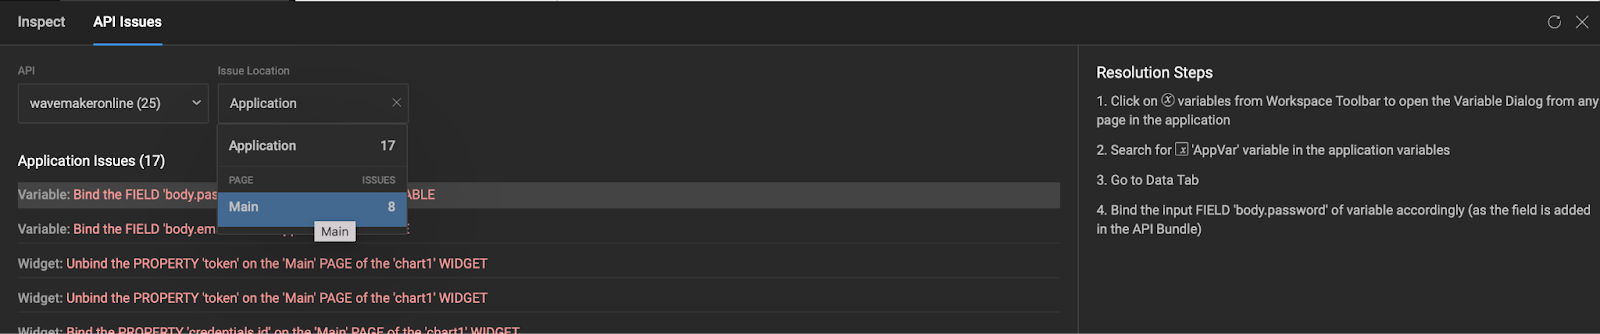 Inspect
API Issues
API
Issue Location
wavemakeronline (25)
Application
Application 17
PAGE ISSUES
Main 8
Main
Application Issues (17)
Variable: Bind the FIELD 'body.pas ABLE
Variable: Bind the FIELD 'body.em
Widget: Unbind the PROPERTY 'token' on the 'Main' PAGE of the 'chart1' WIDGET
Widget: Unbind the PROPERTY 'token' on the 'Main' PAGE of the 'chart1' WIDGET
Widget: Bind the PROPERTY 'credentials.id' on the 'Main' PAGE of the 'chart1' WIDGET
Resolution Steps
1. Click on ⓧ variables from Workspace Toolbar to open the Variable Dialog from any
page in the application
2. Search for x 'AppVar' variable in the application variables
3. Go to Data Tab
4. Bind the input FIELD 'body.password' of variable accordingly (as the field is added
in the API Bundle)